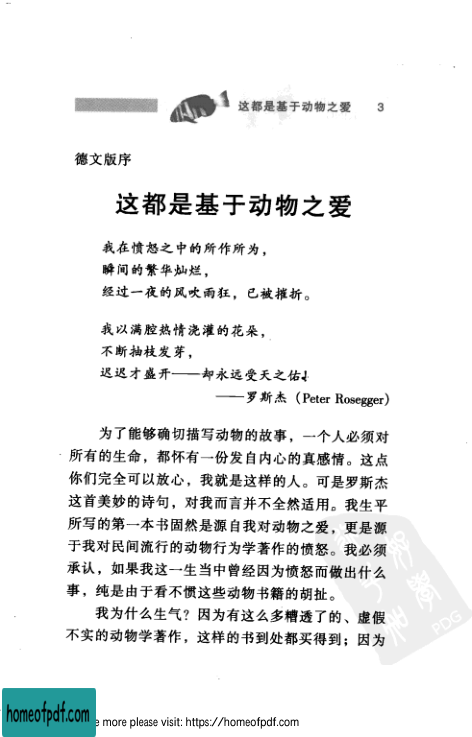 这都是基于动物之爱 3
德文版序
这都是基于动物之爱
我在愤怒之中的所作所为，
瞬间的繁华灿烂，
经过一夜的风吹雨狂，已被摧折。
我以满腔热情浇灌的花朵，
不断抽枝发芽，
迟迟才盛开——却永远受天之佑！
——罗斯杰（Peter Rosegger）
为了能够确切描写动物的故事，一个人必须对
所有的生命，都怀有一份发自内心的真感情。这点
你们完全可以放心，我就是这样的人。可是罗斯杰
这首美妙的诗句，对我而言并不全然适用。我生平
所写的第一本书固然是源自我对动物之爱，更是源
于我对民间流行的动物行为学著作的愤怒。我必须
承认，如果我这一生当中曾经因为愤怒而做出什么
事，纯是由于看不惯这些动物书籍的胡扯。
我为什么生气？因为有这么多糟透了的、虚假
不实的动物学著作，这样的书到处都买得到；因为
PDG
homeofpdf.com
e more please visit: https://homeofpdf.com